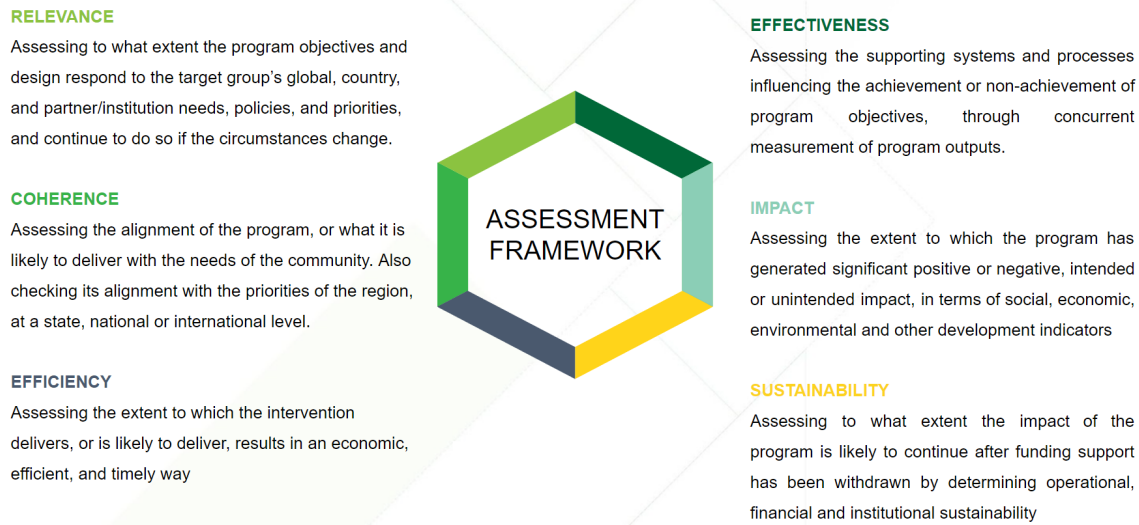 RELEVANCE
Assessing to what extent the program objectives and
design respond to the target group's global, country,
and partner/institution needs, policies, and priorities,
and continue to do so if the circumstances change.
COHERENCE
Assessing the alignment of the program, or what it is
likely to deliver with the needs of the community. Also
checking its alignment with the priorities of the region,
at a state, national or international level.
EFFICIENCY
Assessing the extent to which the intervention
delivers, or is likely to deliver, results in an economic,
efficient, and timely way
ASSESSMENT
FRAMEWORK
EFFECTIVENESS
Assessing the supporting systems and processes
influencing the achievement or non-achievement of
program objectives, through concurrent
measurement of program outputs.
IMPACT
Assessing the extent to which the program has
generated significant positive or negative, intended
or unintended impact, in terms of social, economic,
environmental and other development indicators
SUSTAINABILITY
Assessing to what extent the impact of the
program is likely to continue after funding support
has been withdrawn by determining operational,
financial and institutional sustainability